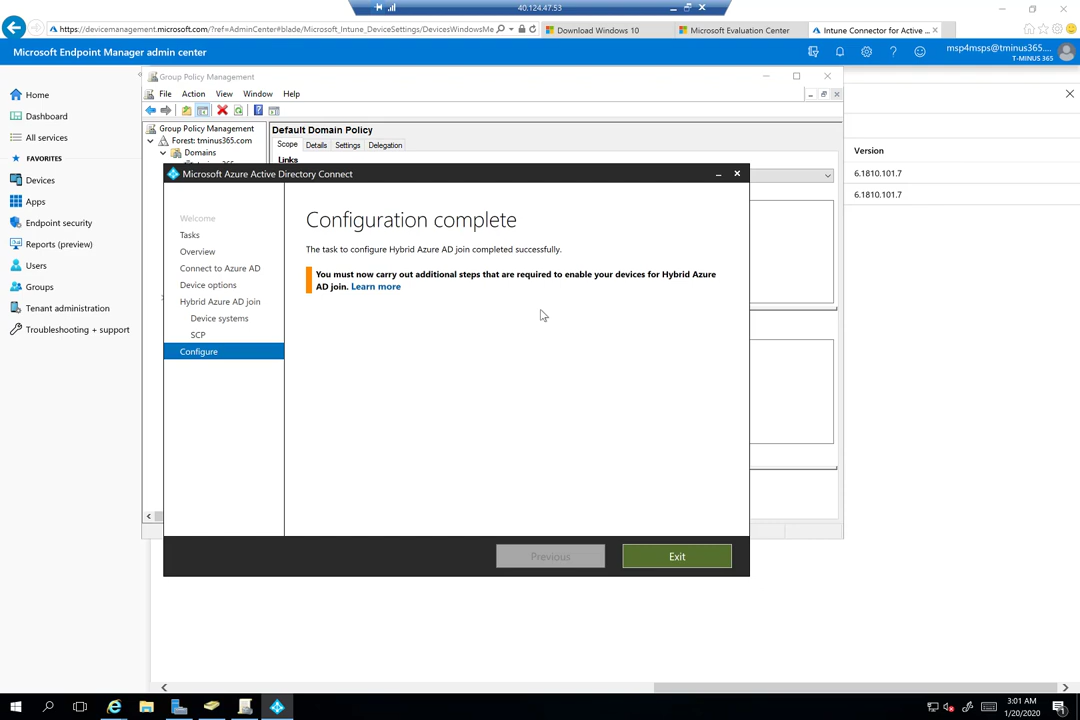 40.124.47.53
https://devicemanagement.microsoft.com/?ref=AdminCenter#blade/Microsoft_Intune_DeviceSettings/DevicesWindowsMe
Download Windows 10
Microsoft Evaluation Center
Intune Connector for Active ...
Microsoft Endpoint Manager admin center
msp4msps@tminus365....
T-MINUS 365
Home
Dashboard
All services
FAVORITES
Devices
Apps
Endpoint security
Reports (preview)
Users
Groups
Tenant administration
Troubleshooting + support
Group Policy Management
File
Action
View
Window
Help
Group Policy Management
Forest: tminus365.com
Domains
Default Domain Policy
Scope
Details
Settings
Delegation
Links
Version
6.1810.101.7
6.1810.101.7
Microsoft Azure Active Directory Connect
Welcome
Tasks
Overview
Connect to Azure AD
Device options
Hybrid Azure AD join
Device systems
SCP
Configure
Configuration complete
The task to configure Hybrid Azure AD join completed successfully.
You must now carry out additional steps that are required to enable your devices for Hybrid Azure
AD join. Learn more
Previous
Exit
3:01 AM
1/20/2020